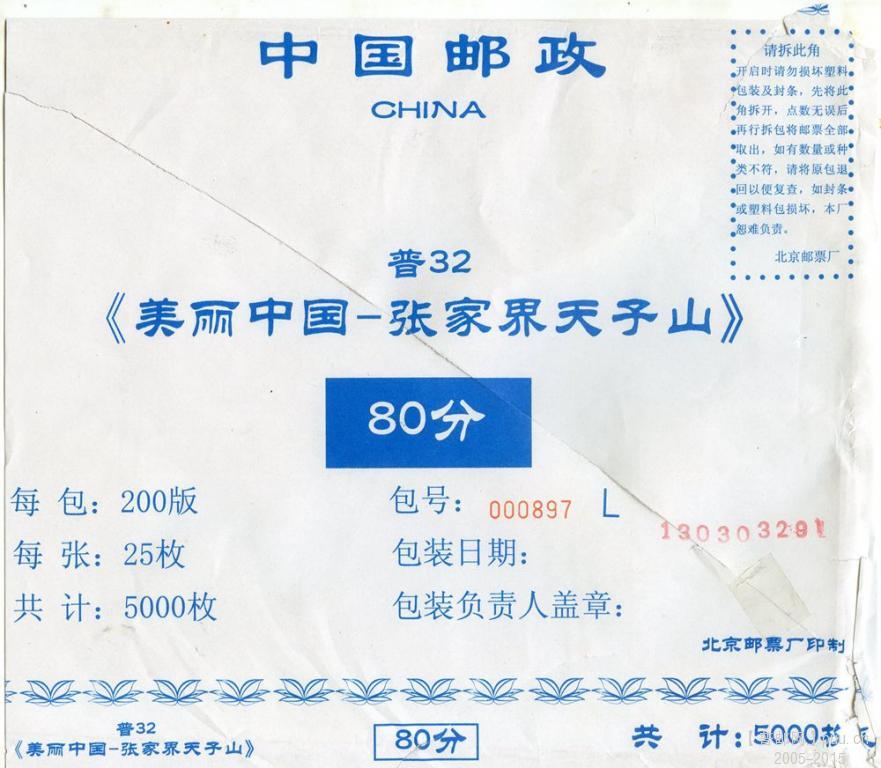 中国邮政
CHINA
请拆此角
开启时请勿损坏塑料
包装及封条，先将此
角拆开，点数无误后
再行拆包将邮票全部
取出，如有数量或种
类不符，请将原包退
回以便复查，如封条
或塑料包损坏，本厂
恕难负责。
北京邮票厂
普32
《美丽中国-张家界天子山》
80分
每 包：200版
包号：000897 L
130303291
每 张：25枚
包装日期：
共 计：5000枚
包装负责人盖章：
北京邮票厂印制
普32
《美丽中国-张家界天子山》
80分
共 计：5000枚
2005-2015